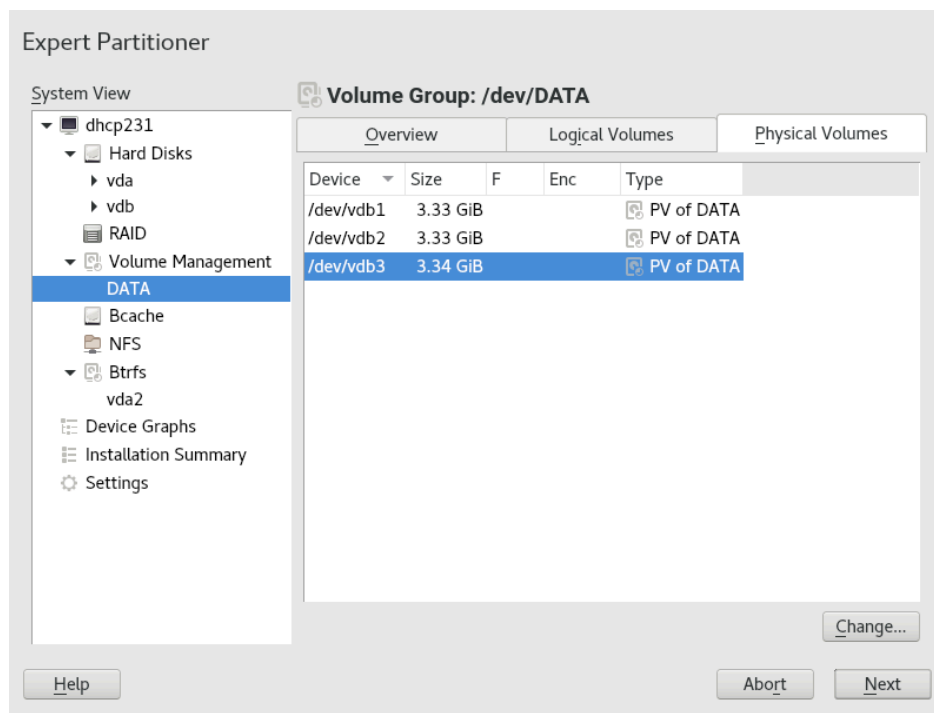 Expert Partitioner
System View
dhcp231
Hard Disks
vda
vdb
RAID
Volume Management
DATA
Bcache
NFS
Btrfs
vda2
Device Graphs
Installation Summary
Settings
Volume Group: /dev/DATA
Overview Logical Volumes Physical Volumes
Device Size F Enc Type
/dev/vdb1 3.33 GiB PV of DATA
/dev/vdb2 3.33 GiB PV of DATA
/dev/vdb3 3.34 GiB PV of DATA
Change...
Help Abort Next